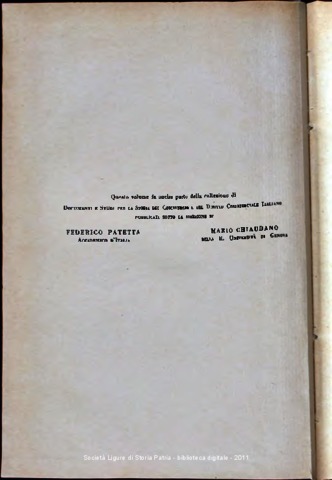 Questo volume fa anche parte della collezione di
DOCUMENTI E STUDI PER LA STORIA DEL COMMERCIO E DEL DIRITTO COMMERCIALE ITALIANO
PUBBLICATI SOTTO LA DIREZIONE DI
FEDERICO PATETTA
ACCADEMICO D'ITALIA
MARIO CHIAUDANO
DELLA R. UNIVERSITÀ DI GENOVA
Società Ligure di Storia Patria - biblioteca digitale - 2011